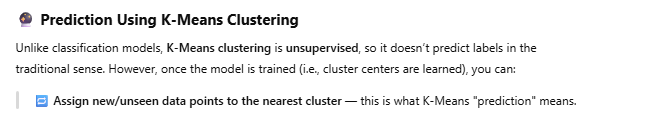 🔮 Prediction Using K-Means Clustering
Unlike classification models, K-Means clustering is unsupervised, so it doesn't predict labels in the
traditional sense. However, once the model is trained (i.e., cluster centers are learned), you can:
🔁 Assign new/unseen data points to the nearest cluster — this is what K-Means "prediction" means.